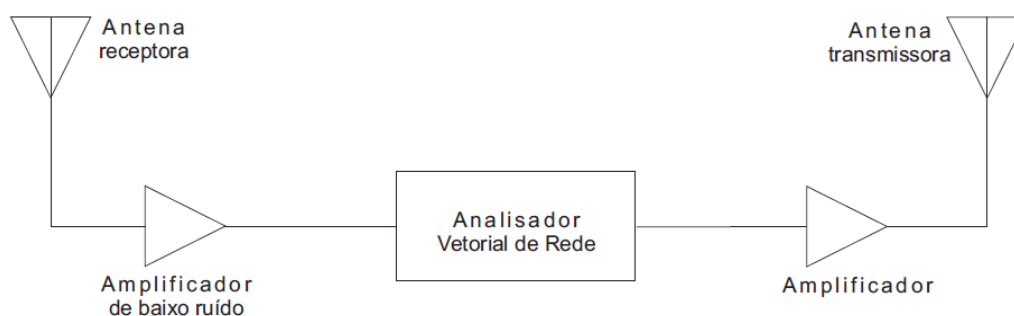 Antena
receptora
Antena
transmissora
Analisador
Vetorial de Rede
Amplificador
de baixo ruído
Amplificador